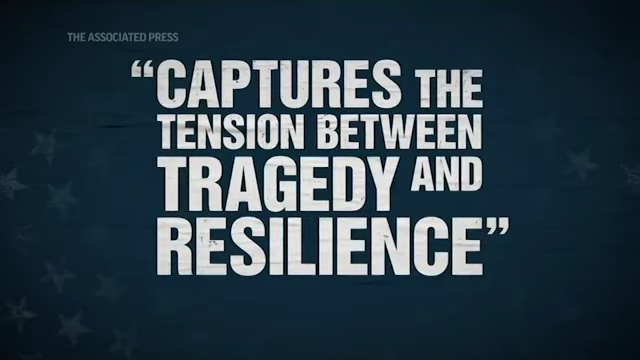 THE ASSOCIATED PRESS
“CAPTURES THE
TENSION BETWEEN
TRAGEDY AND
RESILIENCE”